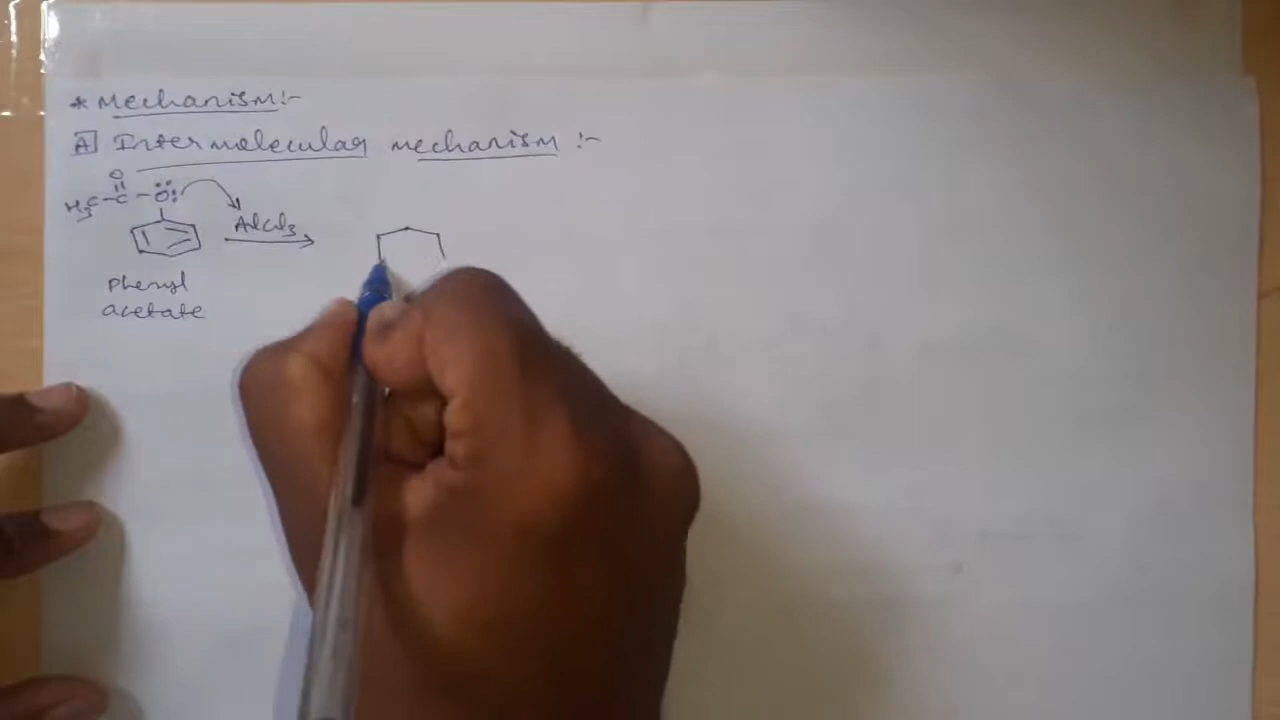 * Mechanism:-
A Intermolecular mechanism :-
O
H3C-C-O:
AlCl3
Phenyl
acetate